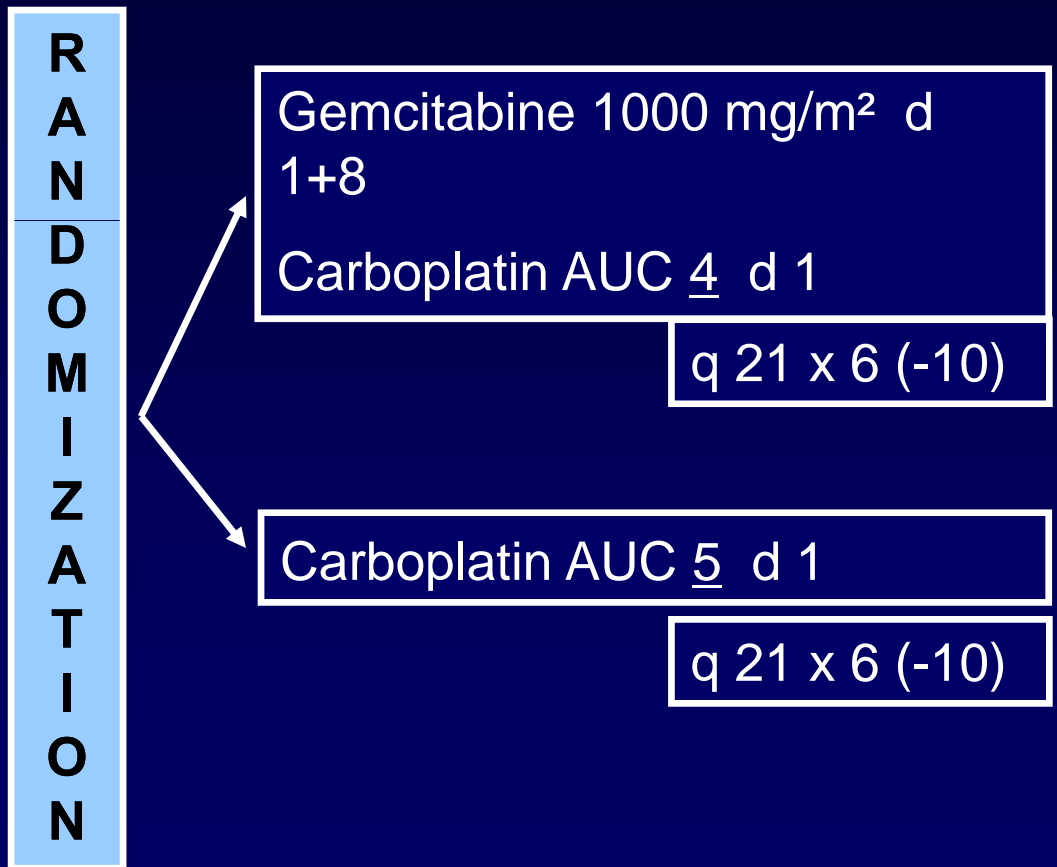 RANDOMIZATION
Gemcitabine 1000 mg/m² d
1+8
Carboplatin AUC 4 d 1
q 21 x 6 (-10)
Carboplatin AUC 5 d 1
q 21 x 6 (-10)